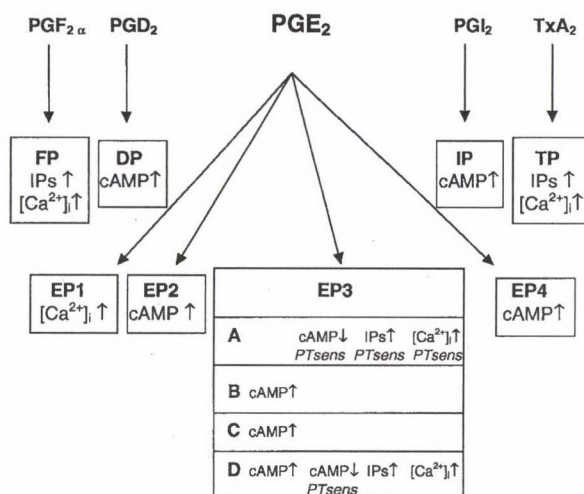 PGF₂ α PGD₂ PGE₂ PGI₂ TxA₂
FP DP IP TP
IPs ↑ cAMP↑ cAMP↑ IPs ↑
[Ca²⁺]ᵢ↑ [Ca²⁺]ᵢ↑
EP1 EP2 EP3 EP4
[Ca²⁺]ᵢ ↑ cAMP ↑ cAMP↑
A cAMP↓ IPs↑ [Ca²⁺]ᵢ↑
PTsens PTsens PTsens
B cAMP↑
C cAMP↑
D cAMP↑ cAMP↓ IPs↑ [Ca²⁺]ᵢ↑
PTsens